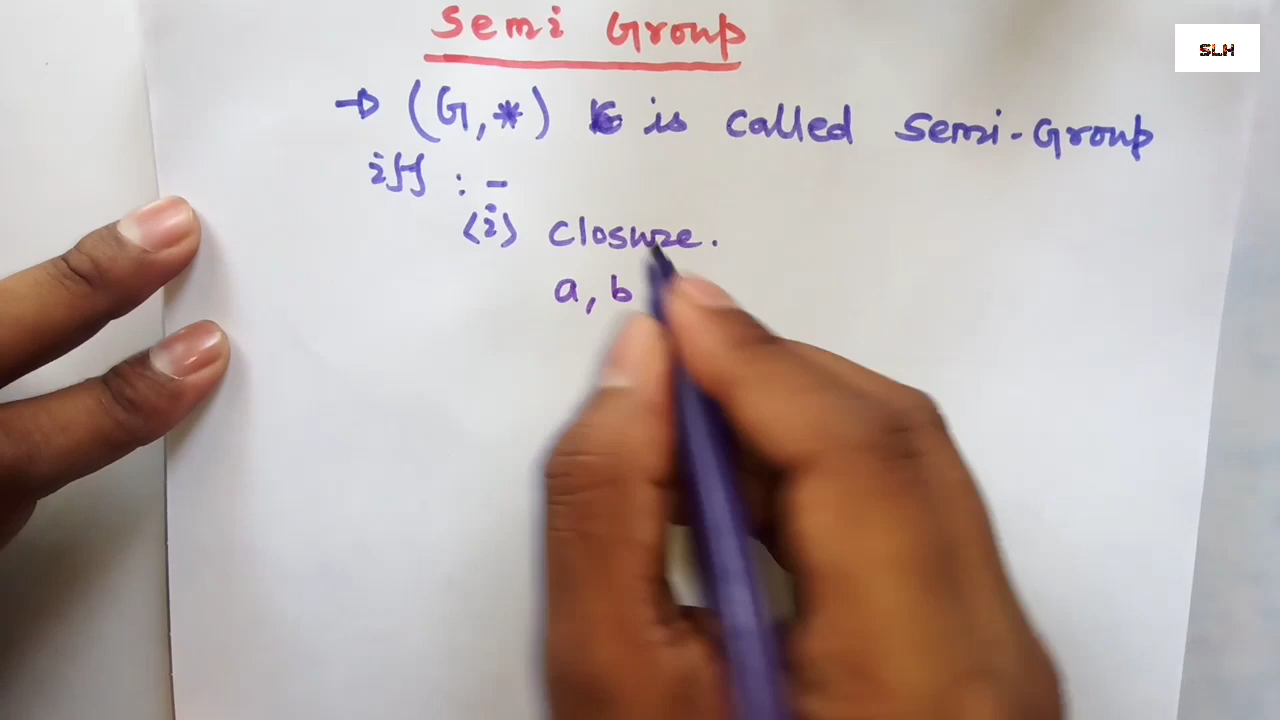 Semi Group
SLH
→ (G, *) is called Semi-Group
iff :-
<i> Closure.
a, b